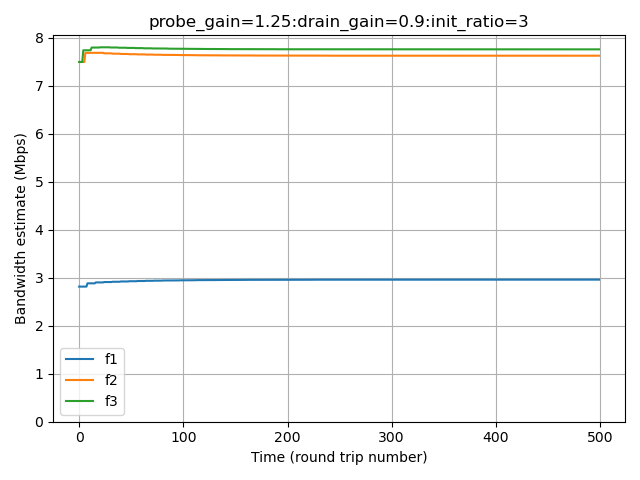 probe_gain=1.25:drain_gain=0.9:init_ratio=3
Bandwidth estimate (Mbps)
8
7
6
5
4
3
2
1
0
f1
f2
f3
0 100 200 300 400 500
Time (round trip number)